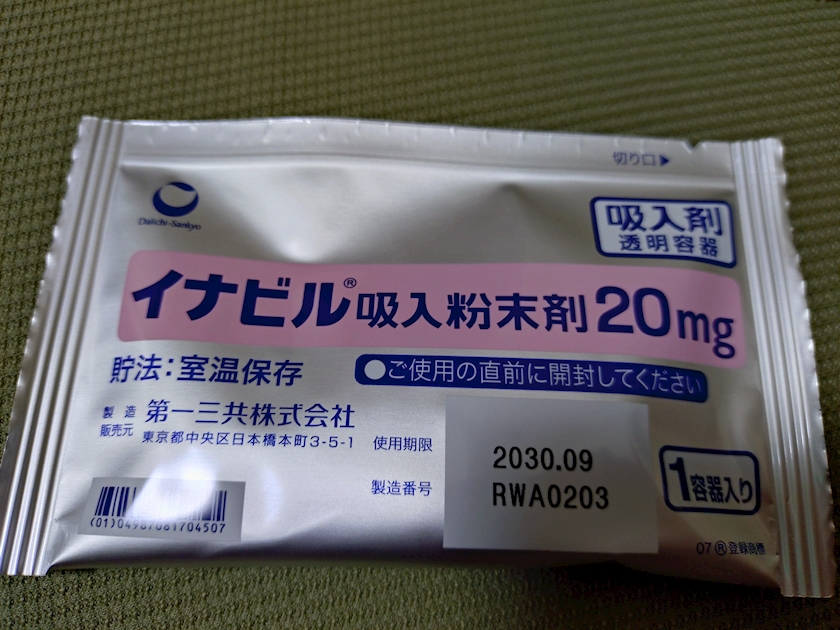 切り口▶
Daiichi-Sankyo
吸入剤
透明容器
イナビル®吸入粉末剤20mg
貯法：室温保存
●ご使用の直前に開封してください
製造
販売元
第一三共株式会社
東京都中央区日本橋本町3-5-1
使用期限
2030.09
製造番号
RWA0203
1容器入り
(01)04987081704507
07 ®登録商標